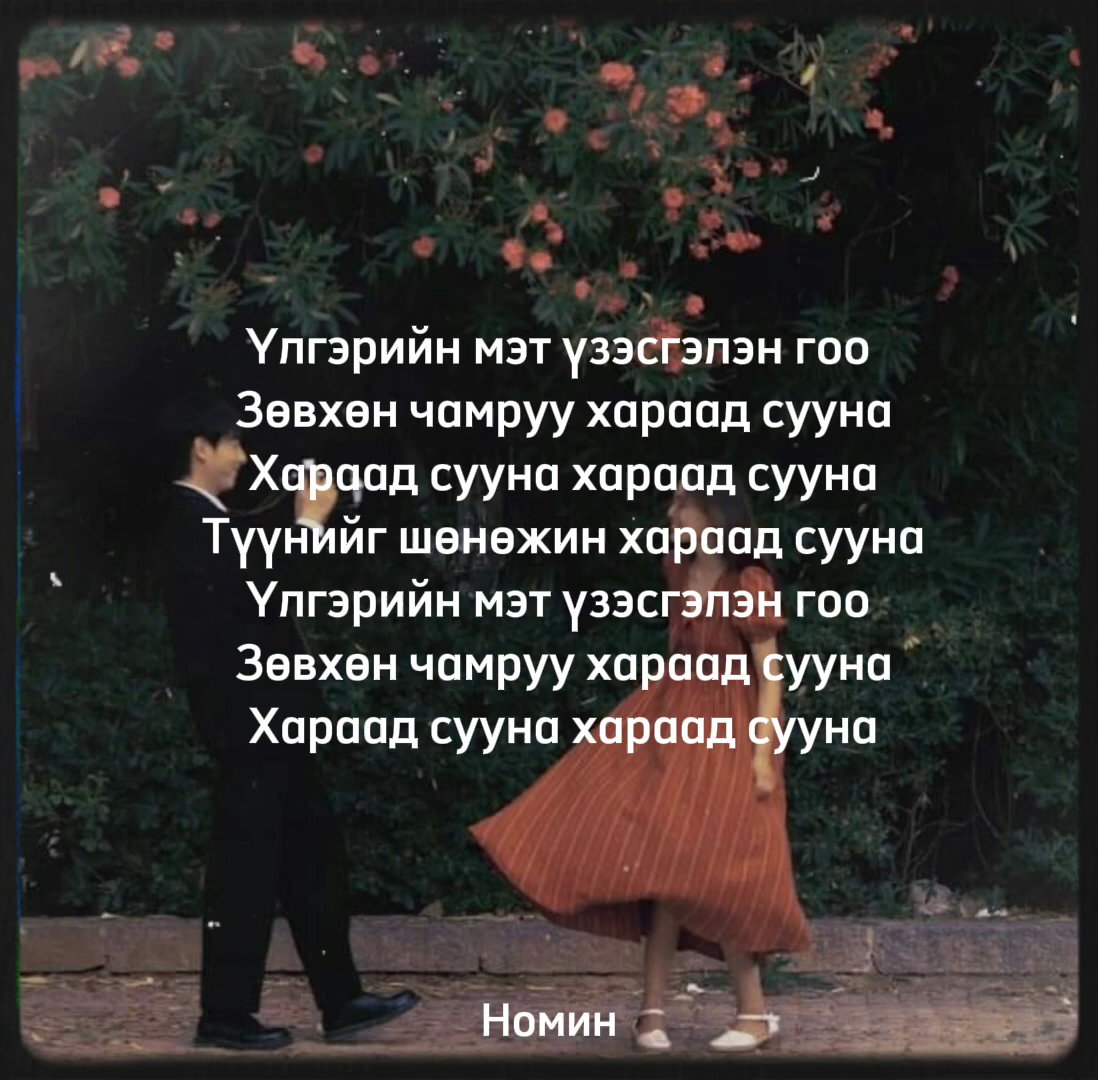 Үлгэрийн мэт үзэсгэлэн гоо
Зөвхөн чамруу хараад сууна
Хараад сууна хараад сууна
Түүнийг шөнөжин хараад сууна
Үлгэрийн мэт үзэсгэлэн гоо
Зөвхөн чамруу хараад сууна
Хараад сууна хараад сууна
Номин